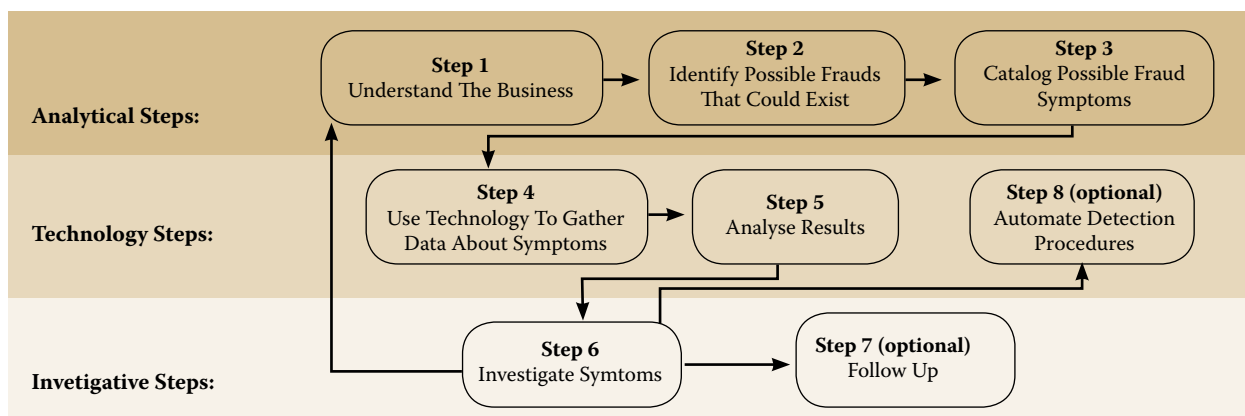 Analytical Steps:
Step 1
Understand The Business
Step 2
Identify Possible Frauds
That Could Exist
Step 3
Catalog Possible Fraud
Symptoms
Technology Steps:
Step 4
Use Technology To Gather
Data About Symptoms
Step 5
Analyse Results
Step 8 (optional)
Automate Detection
Procedures
Invetigative Steps:
Step 6
Investigate Symtoms
Step 7 (optional)
Follow Up